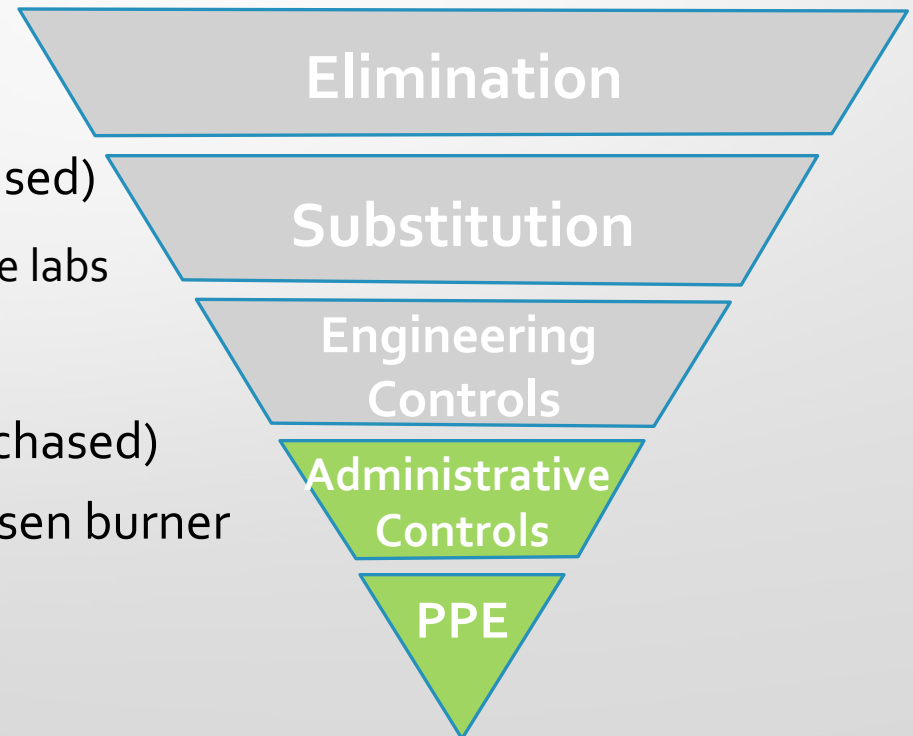 sed)
e labs
chased)
sen burner
Elimination
Substitution
Engineering
Controls
Administrative
Controls
PPE